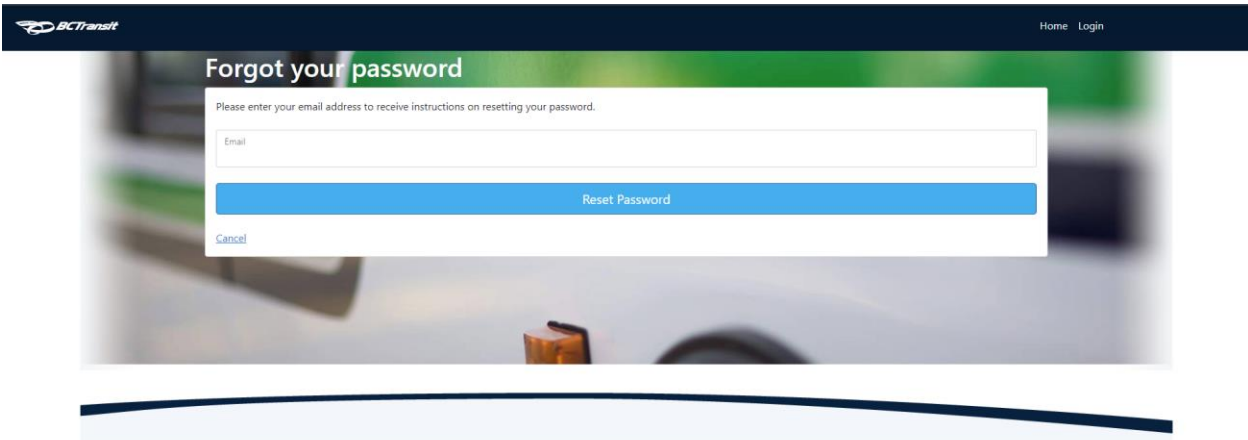 BCTransit
Home Login
Forgot your password
Please enter your email address to receive instructions on resetting your password.
Email
Reset Password
Cancel